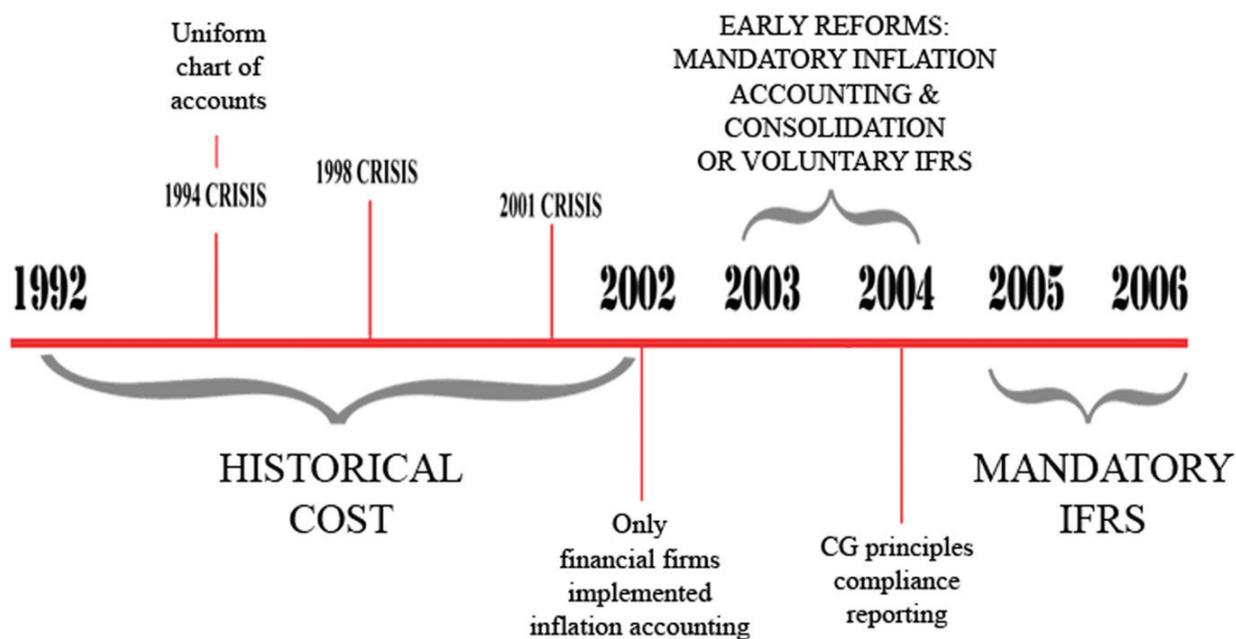 Uniform
chart of
accounts
1994 CRISIS
1998 CRISIS
2001 CRISIS
EARLY REFORMS:
MANDATORY INFLATION
ACCOUNTING &
CONSOLIDATION
OR VOLUNTARY IFRS
1992
2002
2003
2004
2005
2006
HISTORICAL
COST
Only
financial firms
implemented
inflation accounting
CG principles
compliance
reporting
MANDATORY
IFRS